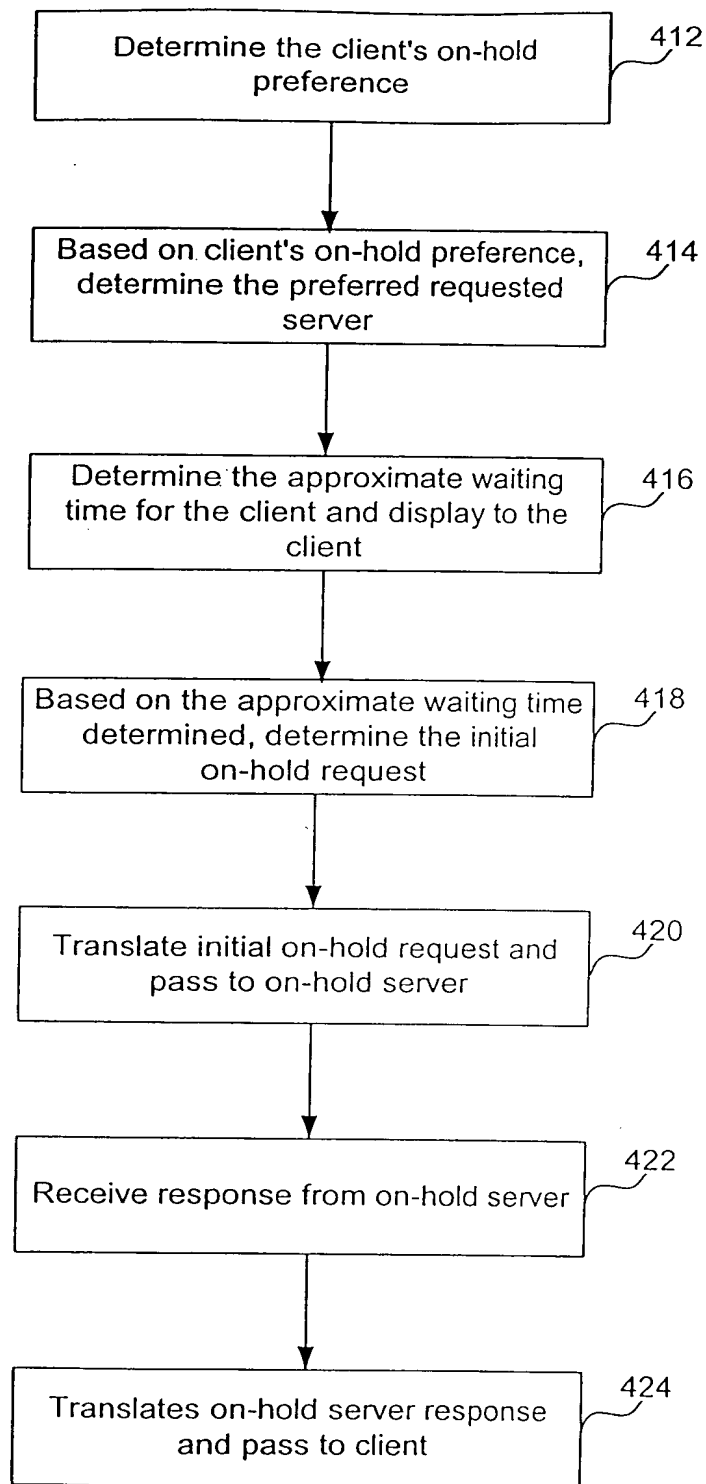 Determine the client's on-hold
preference
412
Based on client's on-hold preference,
determine the preferred requested
server
414
Determine the approximate waiting
time for the client and display to the
client
416
Based on the approximate waiting time
determined, determine the initial
on-hold request
418
Translate initial on-hold request and
pass to on-hold server
420
Receive response from on-hold server
422
Translates on-hold server response
and pass to client
424